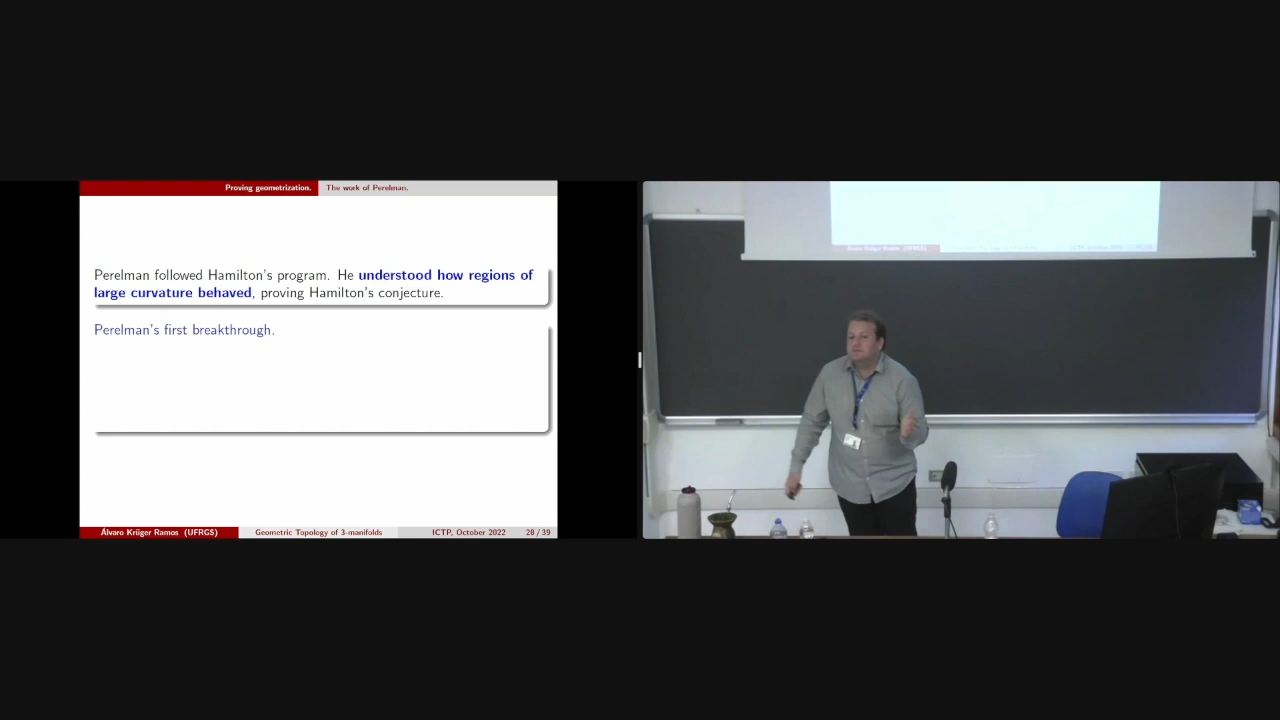 Proving geometrization. The work of Perelman.
Perelman followed Hamilton's program. He understood how regions of
large curvature behaved, proving Hamilton's conjecture.
Perelman's first breakthrough.
Álvaro Krüger Ramos (UFRGS) Geometric Topology of 3-manifolds ICTP, October 2022 28 / 39